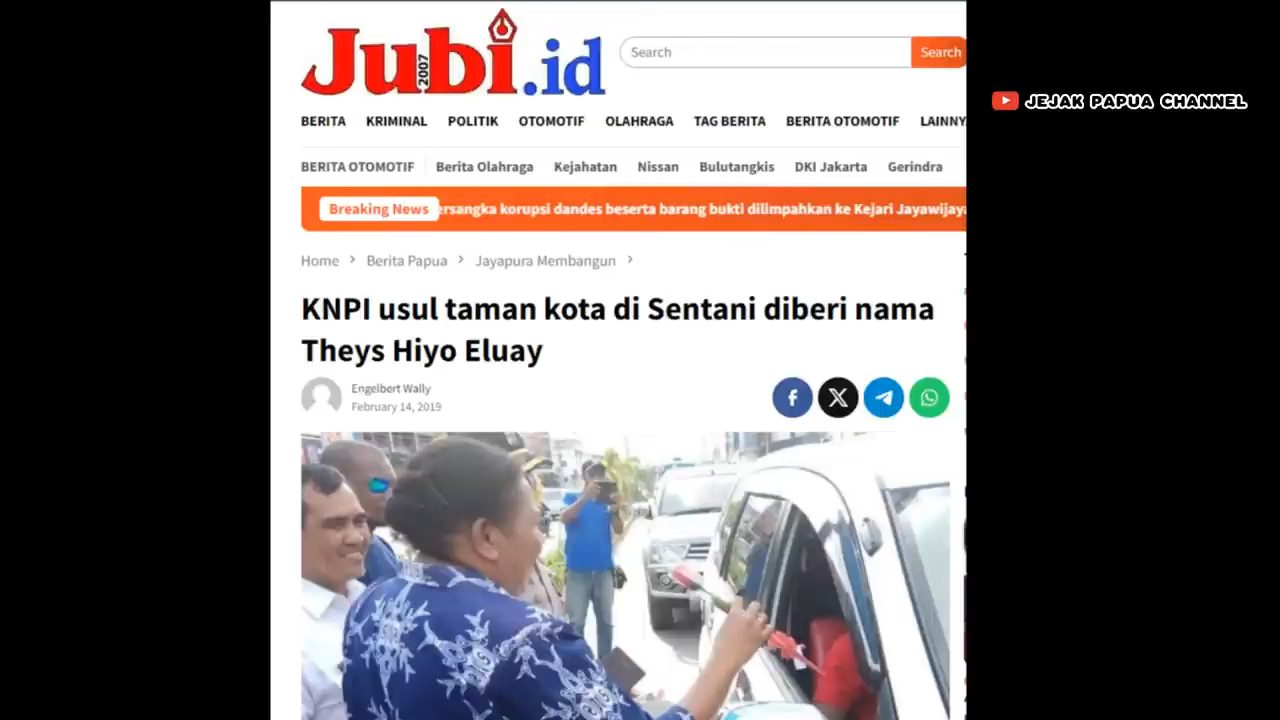 Jubi.id
2007
Search
Search
JEJAK PAPUA CHANNEL
BERITA KRIMINAL POLITIK OTOMOTIF OLAHRAGA TAG BERITA BERITA OTOMOTIF LAINNY
BERITA OTOMOTIF Berita Olahraga Kejahatan Nissan Bulutangkis DKI Jakarta Gerindra
Breaking News ersangka korupsi dandes beserta barang bukti dilimpahkan ke Kejari Jayawijaya
Home > Berita Papua > Jayapura Membangun >
KNPI usul taman kota di Sentani diberi nama
Theys Hiyo Eluay
Engelbert Wally
February 14, 2019